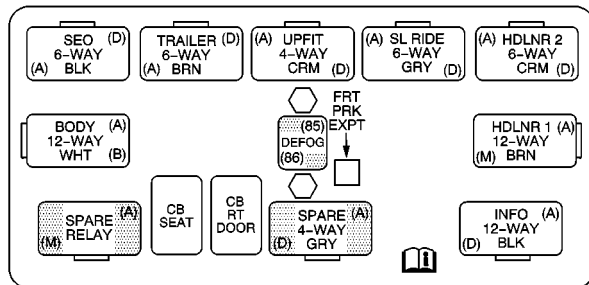 SEO (D)
6-WAY
(A) BLK
TRAILER (D)
6-WAY
(A) BRN
(A) UPFIT
4-WAY
CRM (D)
(A) SL RIDE
6-WAY
GRY (D)
(A) HDLNR 2
6-WAY
CRM (D)
BODY (A)
12-WAY
WHT (B)
(85)
DEFOG
(86)
FRT
PRK
EXPT
HDLNR 1 (A)
12-WAY
(M) BRN
SPARE (A)
RELAY
(M)
CB
SEAT
CB
RT
DOOR
SPARE (A)
4-WAY
(D) GRY
INFO (A)
12-WAY
(D) BLK
i